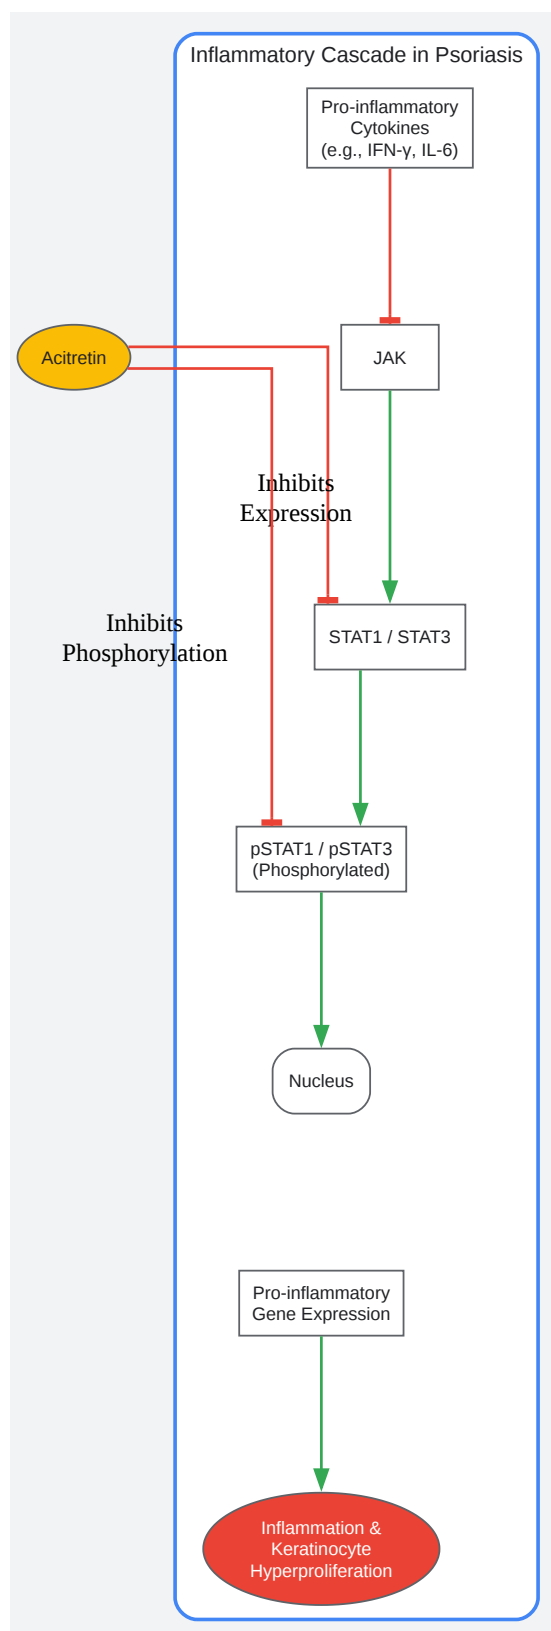 Inflammatory Cascade in Psoriasis
Pro-inflammatory
Cytokines
(e.g., IFN-γ, IL-6)
Acitretin
JAK
Inhibits
Expression
Inhibits
Phosphorylation
STAT1 / STAT3
pSTAT1 / pSTAT3
(Phosphorylated)
Nucleus
Pro-inflammatory
Gene Expression
Inflammation &
Keratinocyte
Hyperproliferation